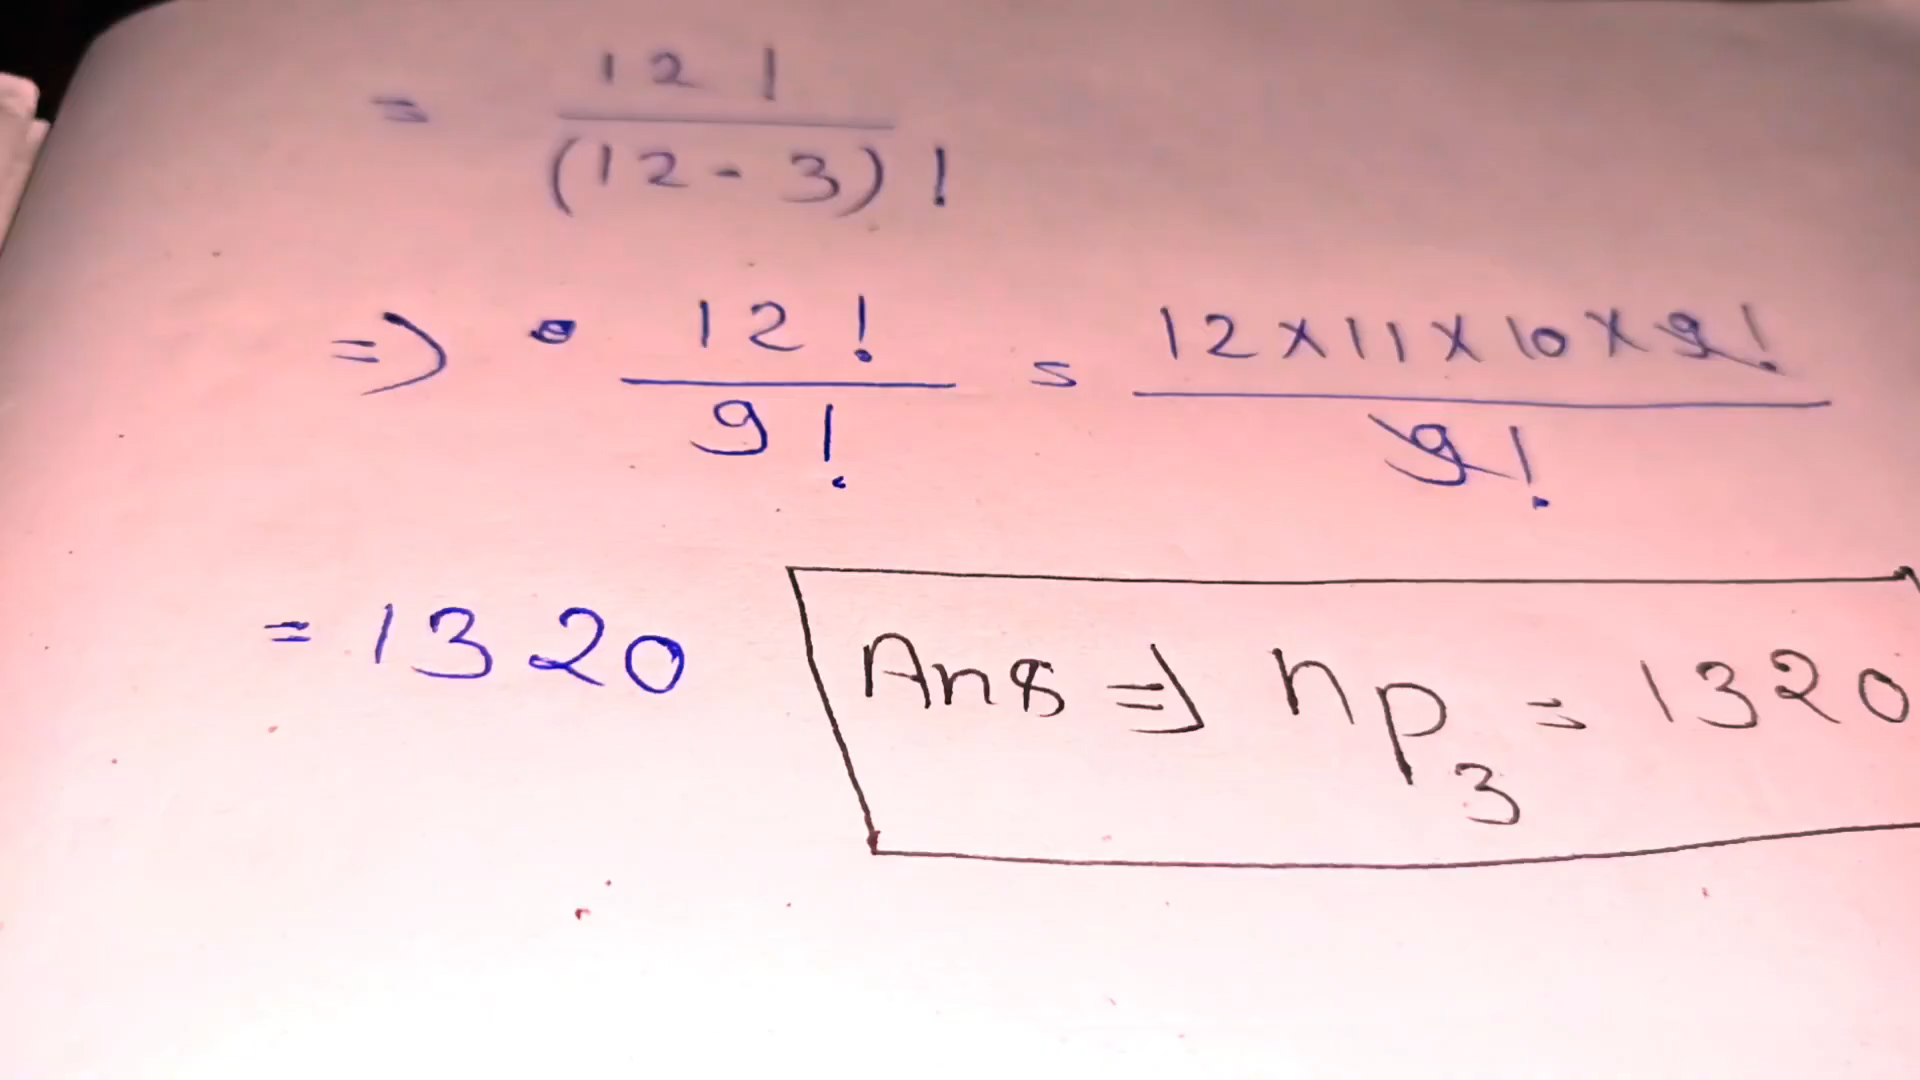 = 12! / (12-3)!
=> 12! / 9! = 12×11×10×9! / 9!
= 1320
Ans => nP3 = 1320